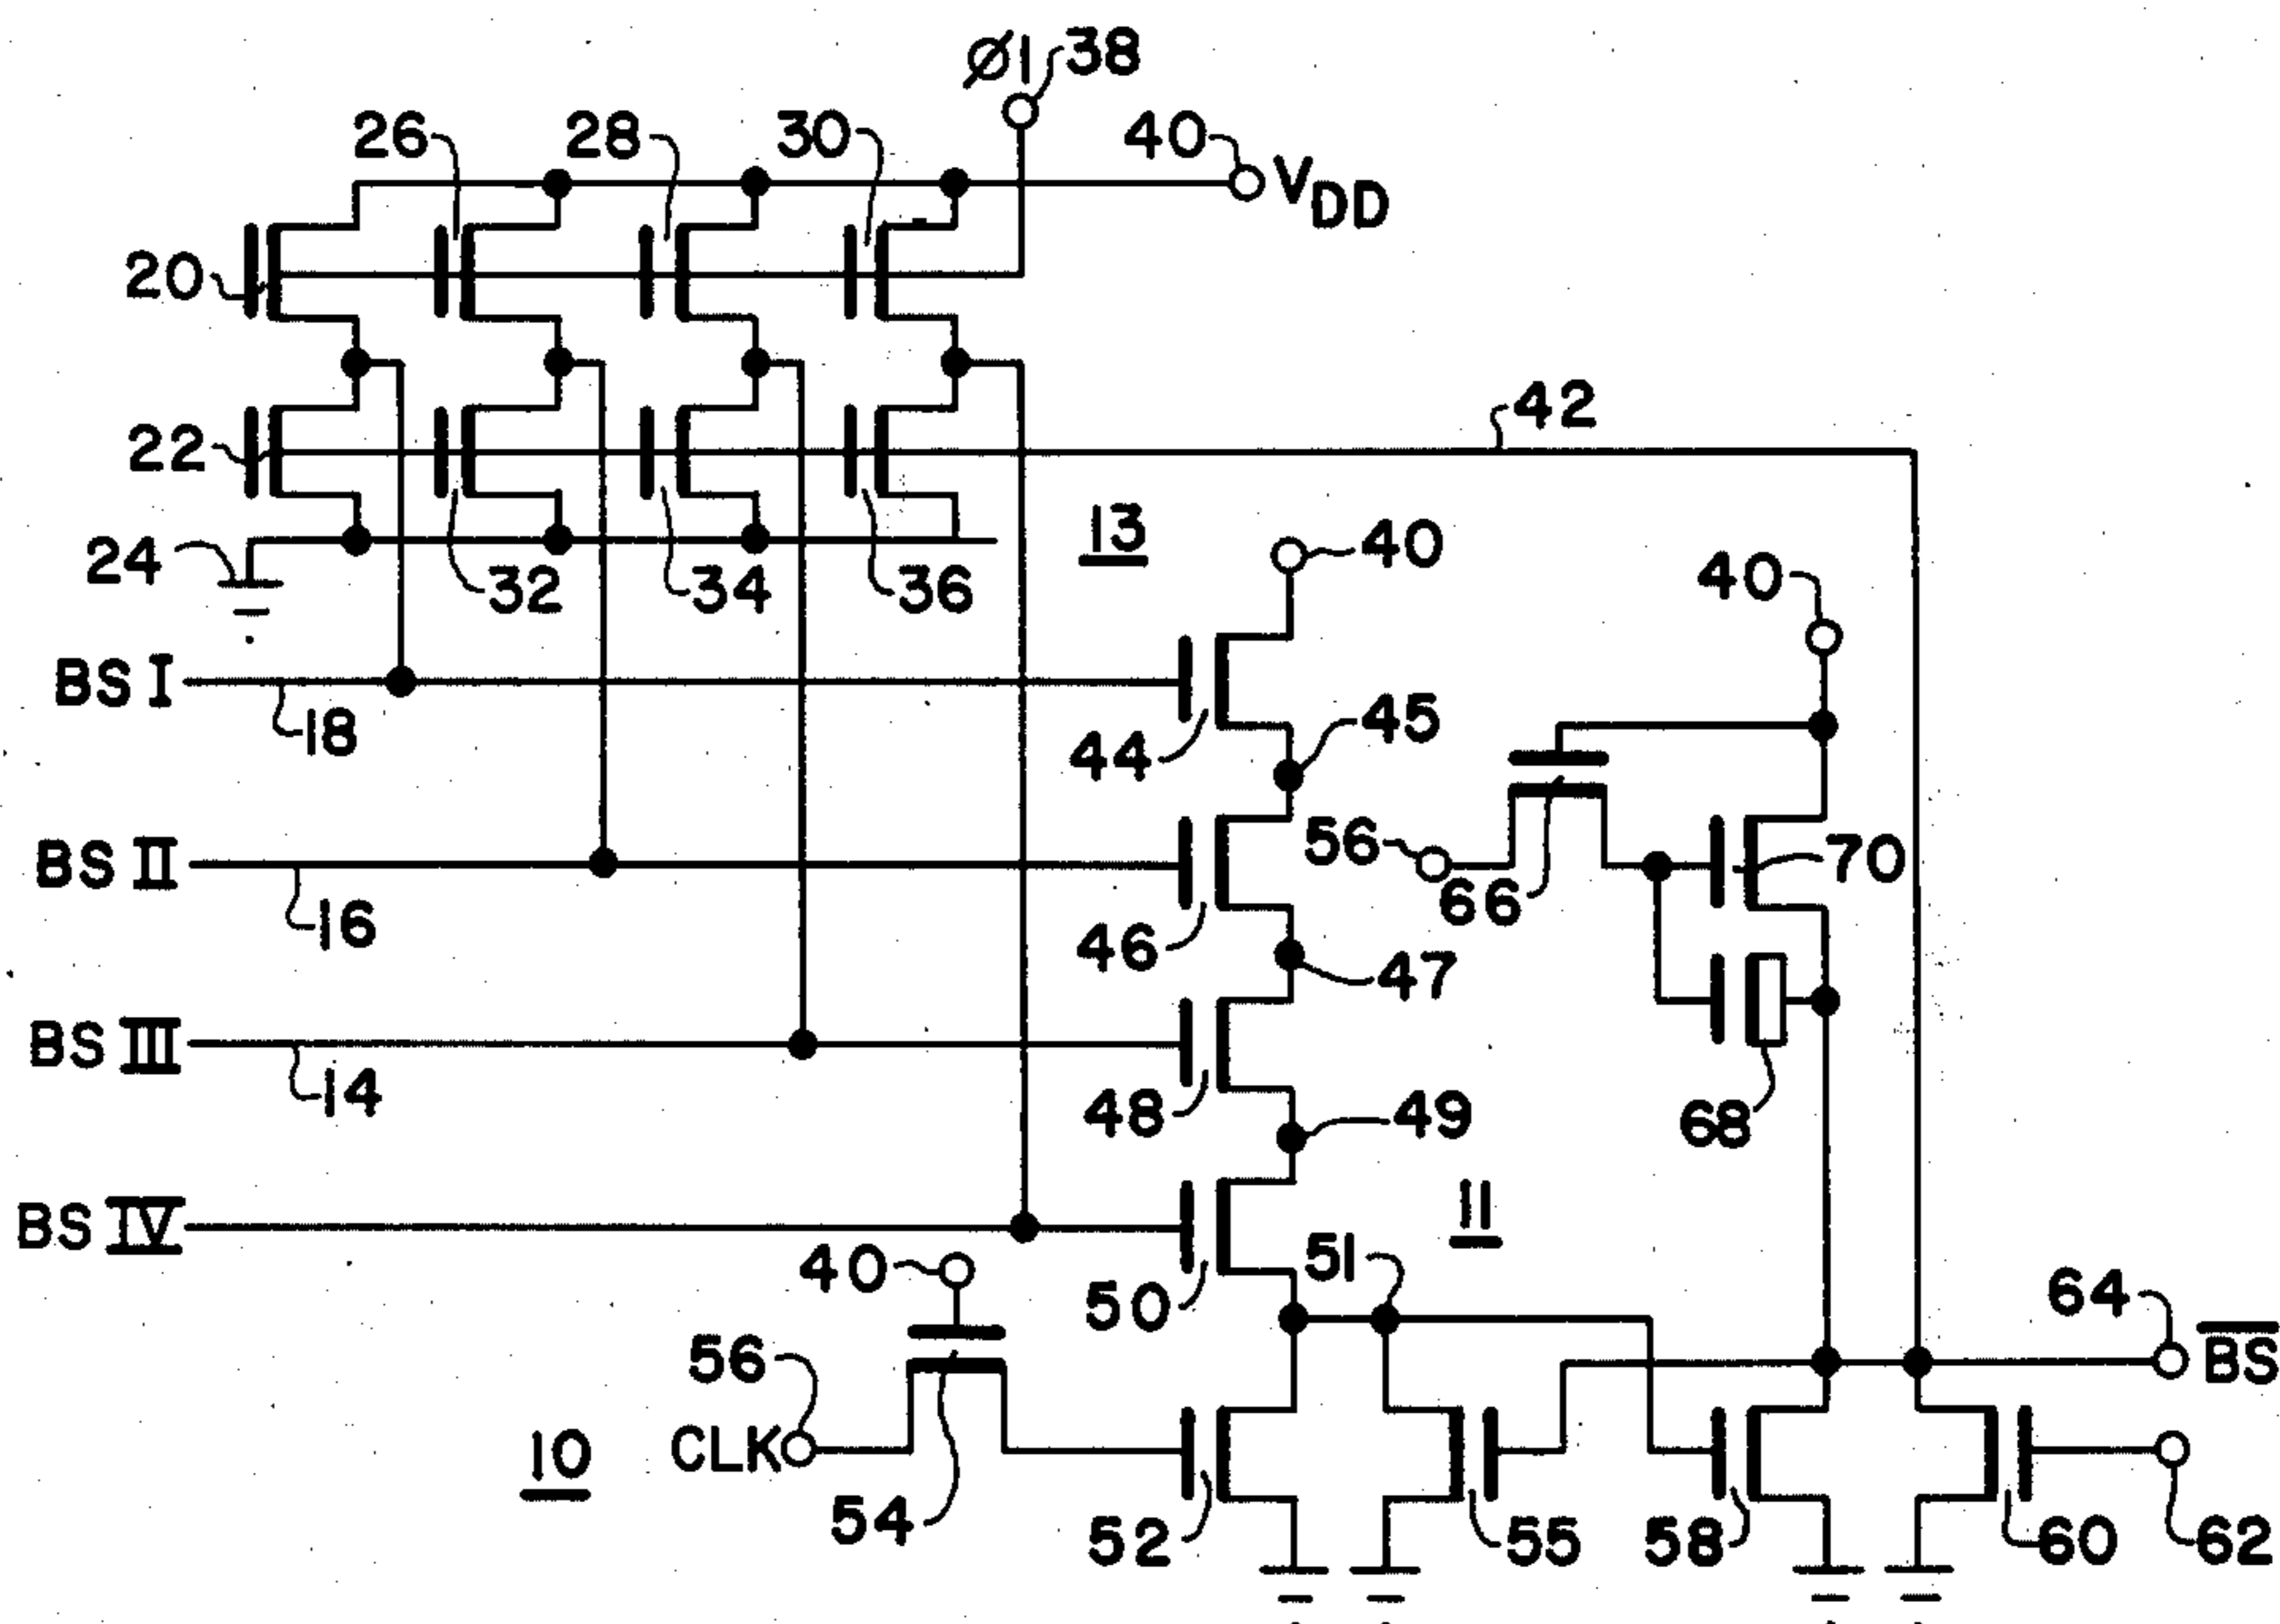 Ø1 38
26 28 30 40 V_DD
20
42
22
13
24 32 34 36 40 40
BS I
18 44 45
56 70
BS II
66
16 46 47
BS III
14 48 49 68
11
BS IV
40 50 51 64
56 B̅S̅
10 CLK
54 52 55 58 60 62